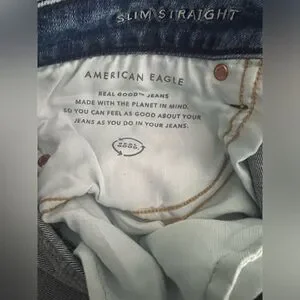 SLIM STRAIGHT
AMERICAN EAGLE
REAL GOOD™ JEANS
MADE WITH THE PLANET IN MIND,
SO YOU CAN FEEL AS GOOD ABOUT YOUR
JEANS AS YOU DO IN YOUR JEANS.
REAL